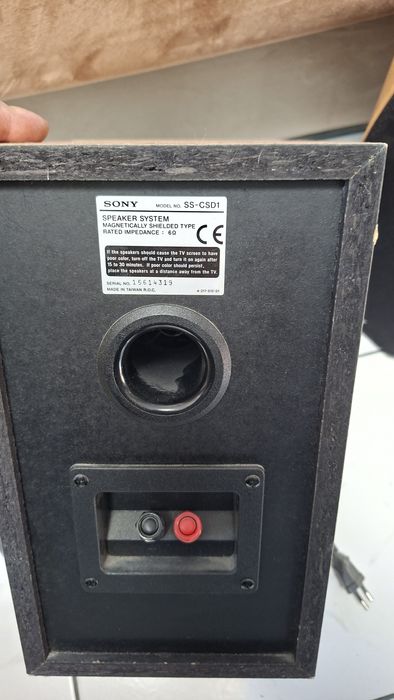 SONY MODEL NO. SS-CSD1
SPEAKER SYSTEM
MAGNETICALLY SHIELDED TYPE
RATED IMPEDANCE : 6Ω
CE
If the speakers should cause the TV screen to have
poor color, turn off the TV and turn it on again after
15 to 30 minutes. If poor color should persist,
place the speakers at a distance away from the TV.
SERIAL NO. 15614319
MADE IN TAIWAN R.O.C.